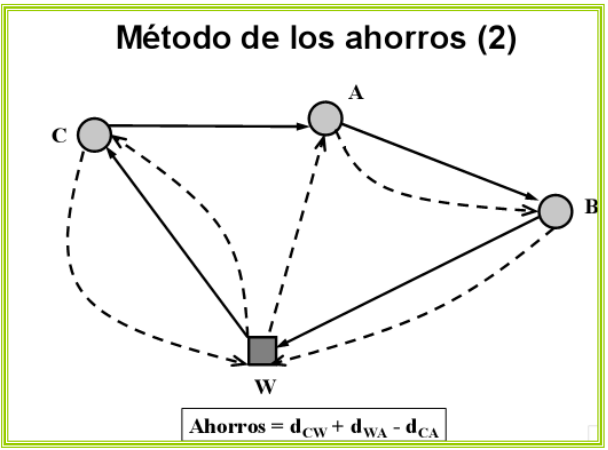 Método de los ahorros (2)
A
C
B
W
Ahorros = dCW + dWA - dCA